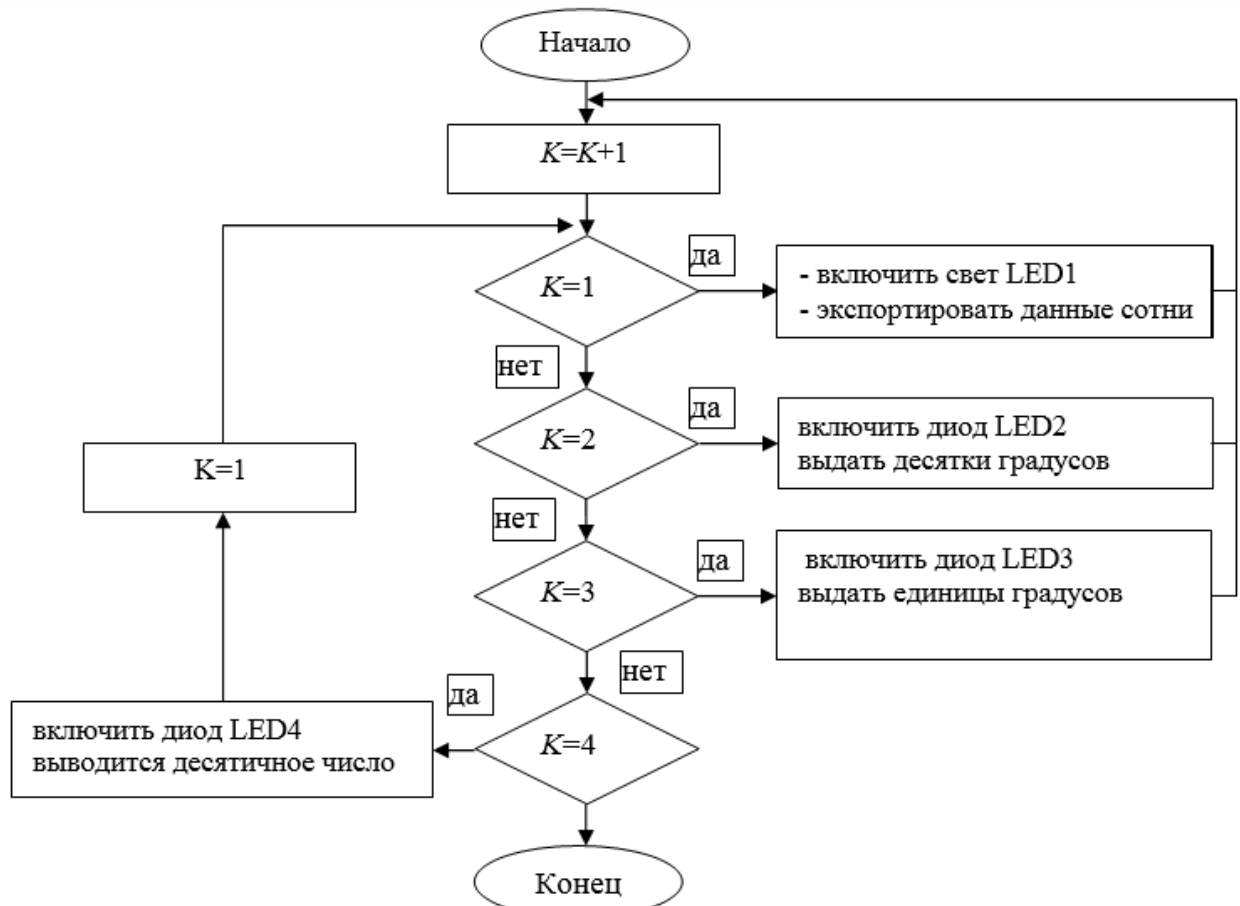 Начало
K=K+1
K=1
да
- включить свет LED1
- экспортировать данные сотни
нет
K=2
да
включить диод LED2
выдать десятки градусов
K=1
нет
K=3
да
включить диод LED3
выдать единицы градусов
нет
K=4
да
включить диод LED4
выводится десятичное число
Конец